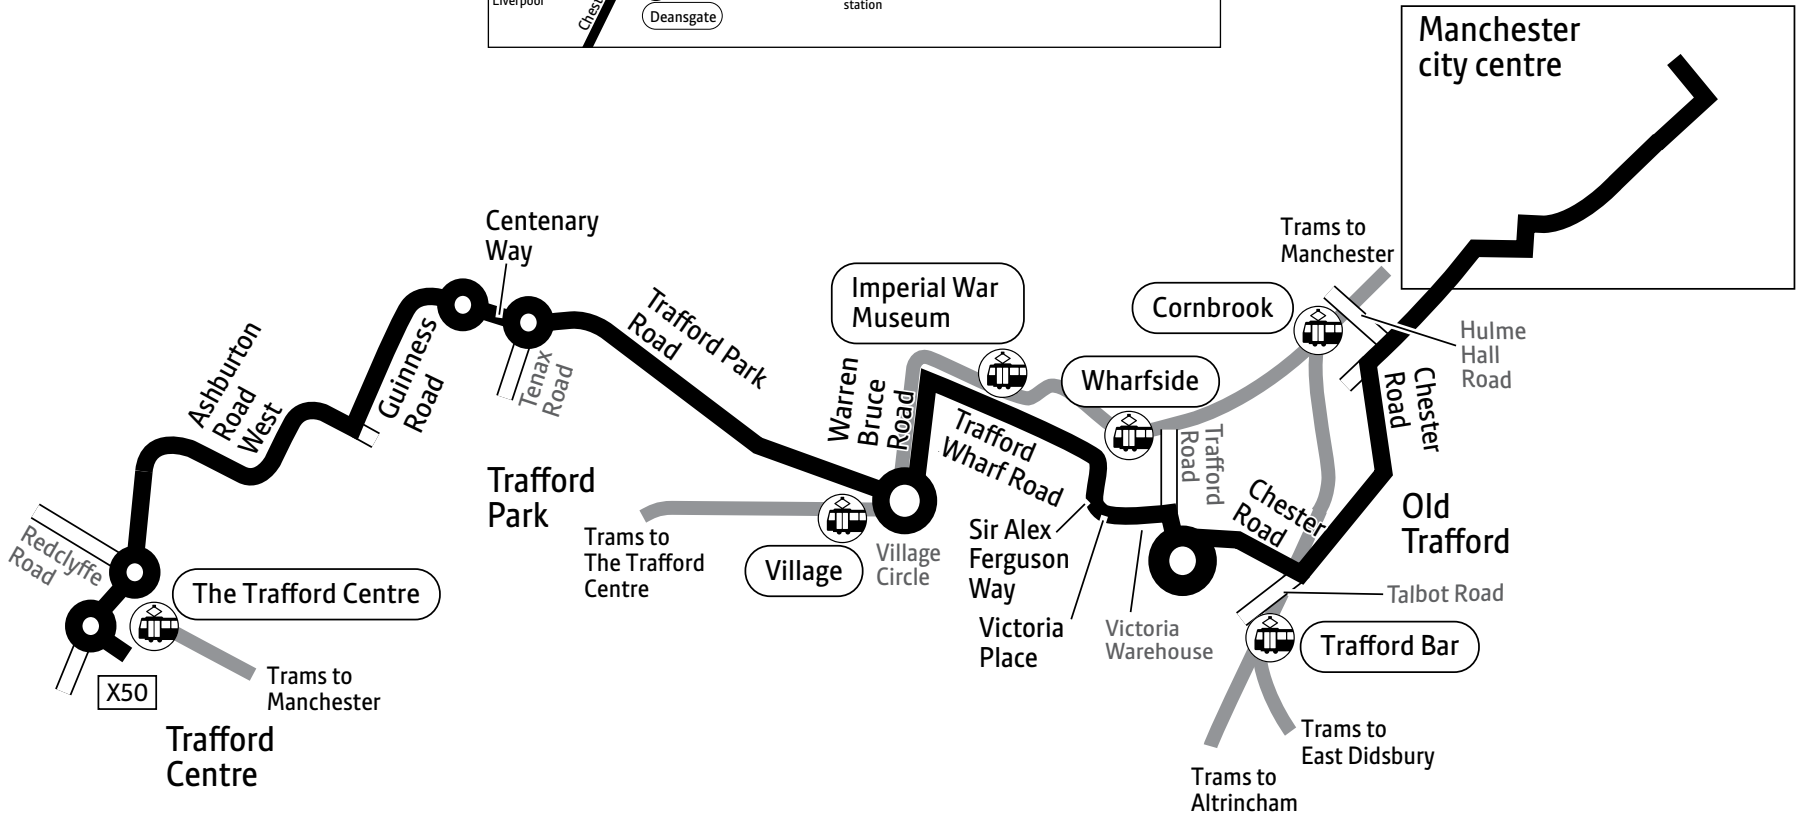 Liverpool
Chest
Deansgate
station
Manchester
city centre
Centenary
Way
Trams to
Manchester
Imperial War
Museum
Cornbrook
Hulme
Hall
Road
Wharfside
Trafford Park
Road
Ashburton
Road
West
Guinness
Road
Tenax
Road
Warren
Bruce
Road
Trafford
Wharf Road
Trafford
Road
Chester
Road
Chester
Road
Trafford
Park
Old
Trafford
Redclyffe
Road
Trams to
The Trafford
Centre
Village
Village
Circle
Sir Alex
Ferguson
Way
Victoria
Place
Victoria
Warehouse
Talbot Road
Trafford Bar
The Trafford Centre
Trams to
Manchester
X50
Trafford
Centre
Trams to
East Didsbury
Trams to
Altrincham